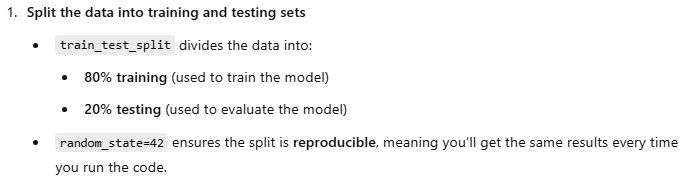 1. Split the data into training and testing sets
• train_test_split divides the data into:
• 80% training (used to train the model)
• 20% testing (used to evaluate the model)
• random_state=42 ensures the split is reproducible, meaning you'll get the same results every time
you run the code.